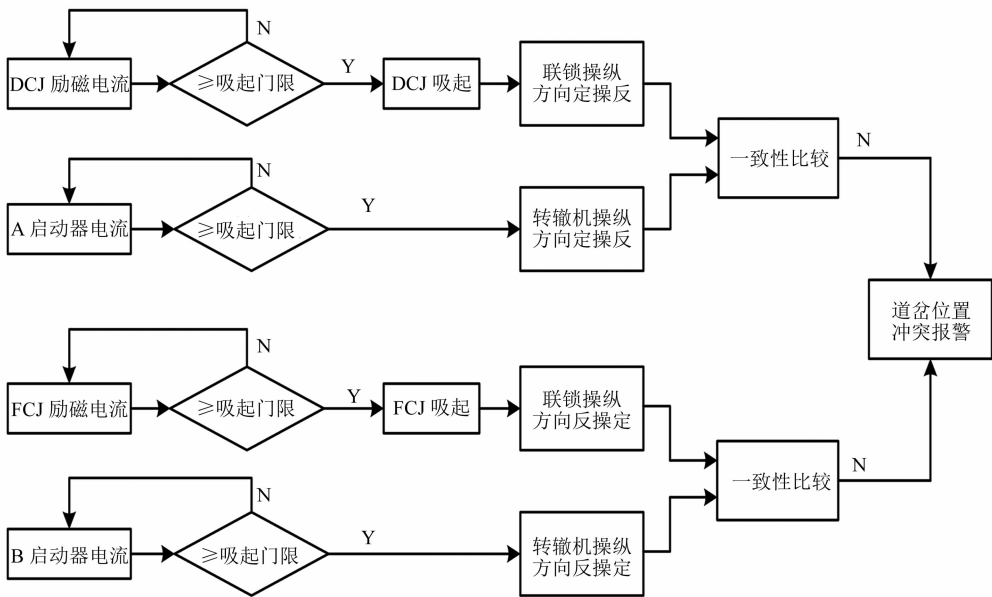 N
DCJ 励磁电流
≥吸起门限
Y
DCJ 吸起
联锁操纵
方向定操反
N
A 启动器电流
≥吸起门限
Y
转辙机操纵
方向定操反
一致性比较
N
道岔位置
冲突报警
N
FCJ 励磁电流
≥吸起门限
Y
FCJ 吸起
联锁操纵
方向反操定
N
B 启动器电流
≥吸起门限
Y
转辙机操纵
方向反操定
一致性比较
N